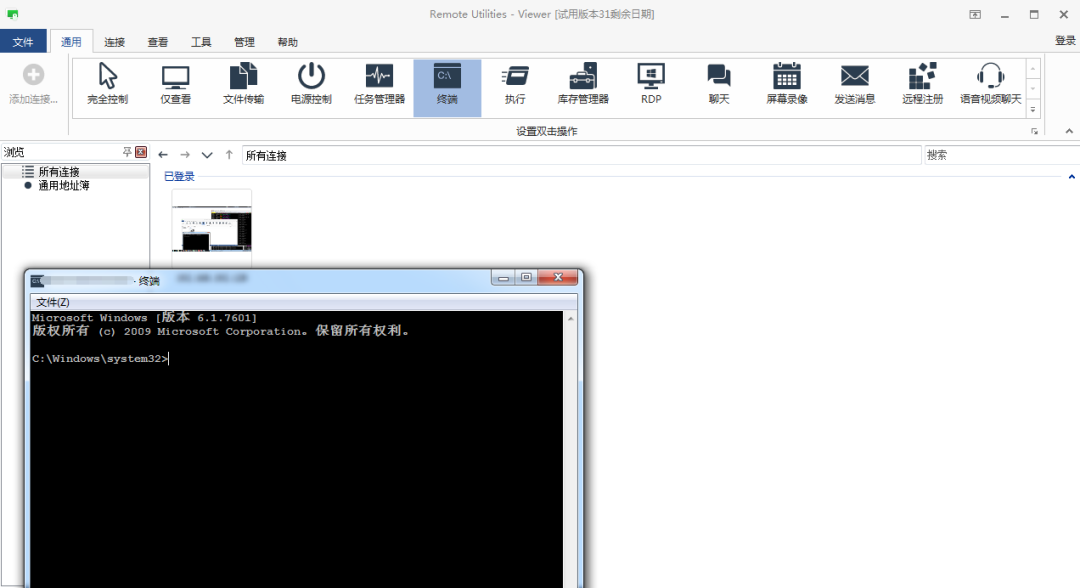 Remote Utilities - Viewer [试用版本31剩余日期]
文件 通用 连接 查看 工具 管理 帮助 登录
添加连接... 完全控制 仅查看 文件传输 电源控制 任务管理器 终端 执行 库存管理器 RDP 聊天 屏幕录像 发送消息 远程注册 语音视频聊天
设置双击操作
浏览 所有连接 搜索
所有连接
通用地址簿
已登录
- 终端
文件(Z)
Microsoft Windows [版本 6.1.7601]
版权所有 (c) 2009 Microsoft Corporation。保留所有权利。
C:\Windows\system32>